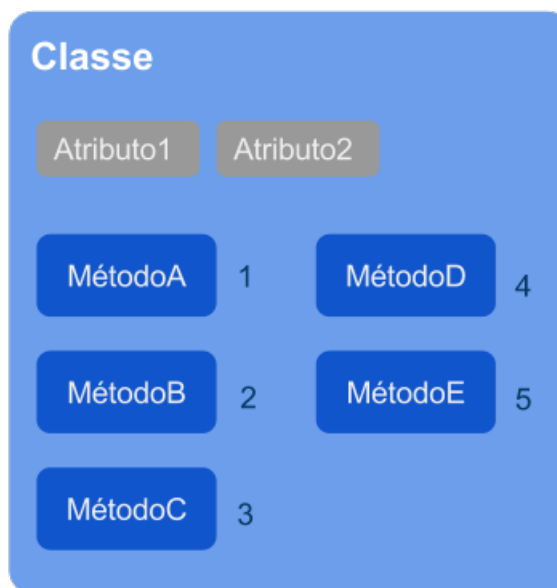 Classe
Atributo1 Atributo2
MétodoA 1 MétodoD 4
MétodoB 2 MétodoE 5
MétodoC 3